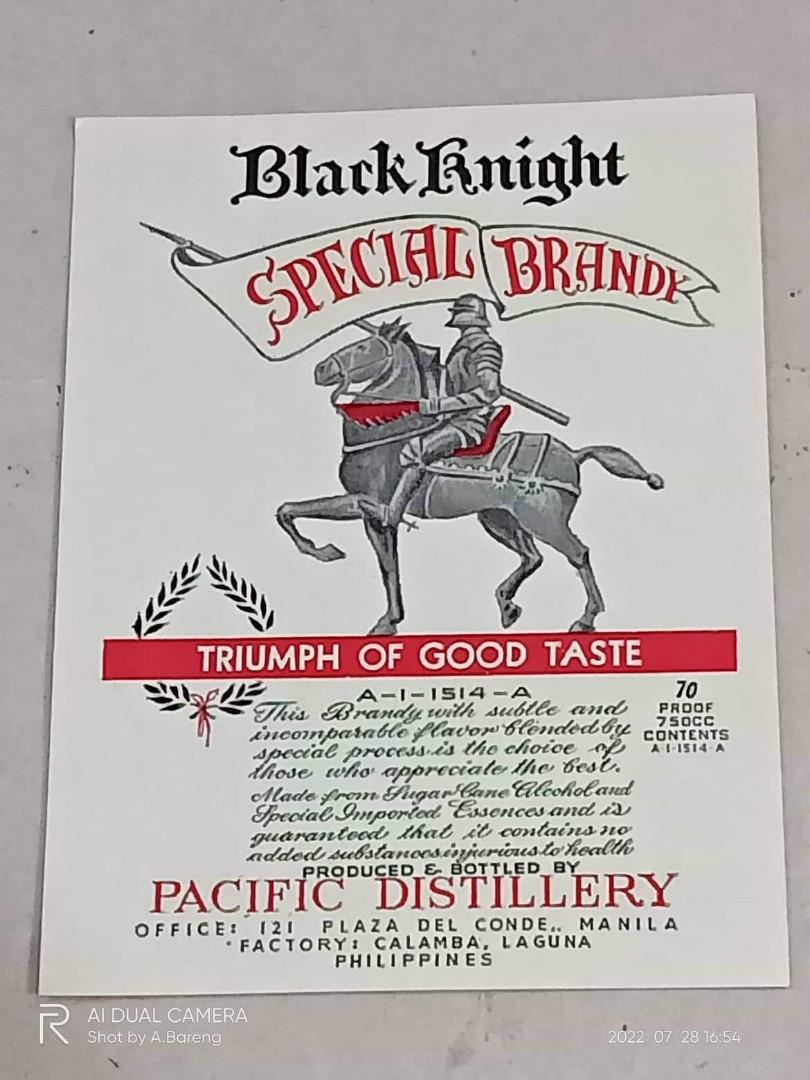 Black Knight
SPECIAL BRANDY
TRIUMPH OF GOOD TASTE
A-1-1514-A
This Brandy with subtle and
incomparable flavor blended by
special process is the choice of
those who appreciate the best.
Made from Sugar Cane Alcohol and
Special Imported Essences and is
guaranteed that it contains no
added substances injurious to health
70
PROOF
750CC
CONTENTS
A-1-1514-A
PRODUCED & BOTTLED BY
PACIFIC DISTILLERY
OFFICE: 121 PLAZA DEL CONDE,, MANILA
FACTORY: CALAMBA, LAGUNA
PHILIPPINES
AI DUAL CAMERA
Shot by A.Bareng
2022/07/28 16:54